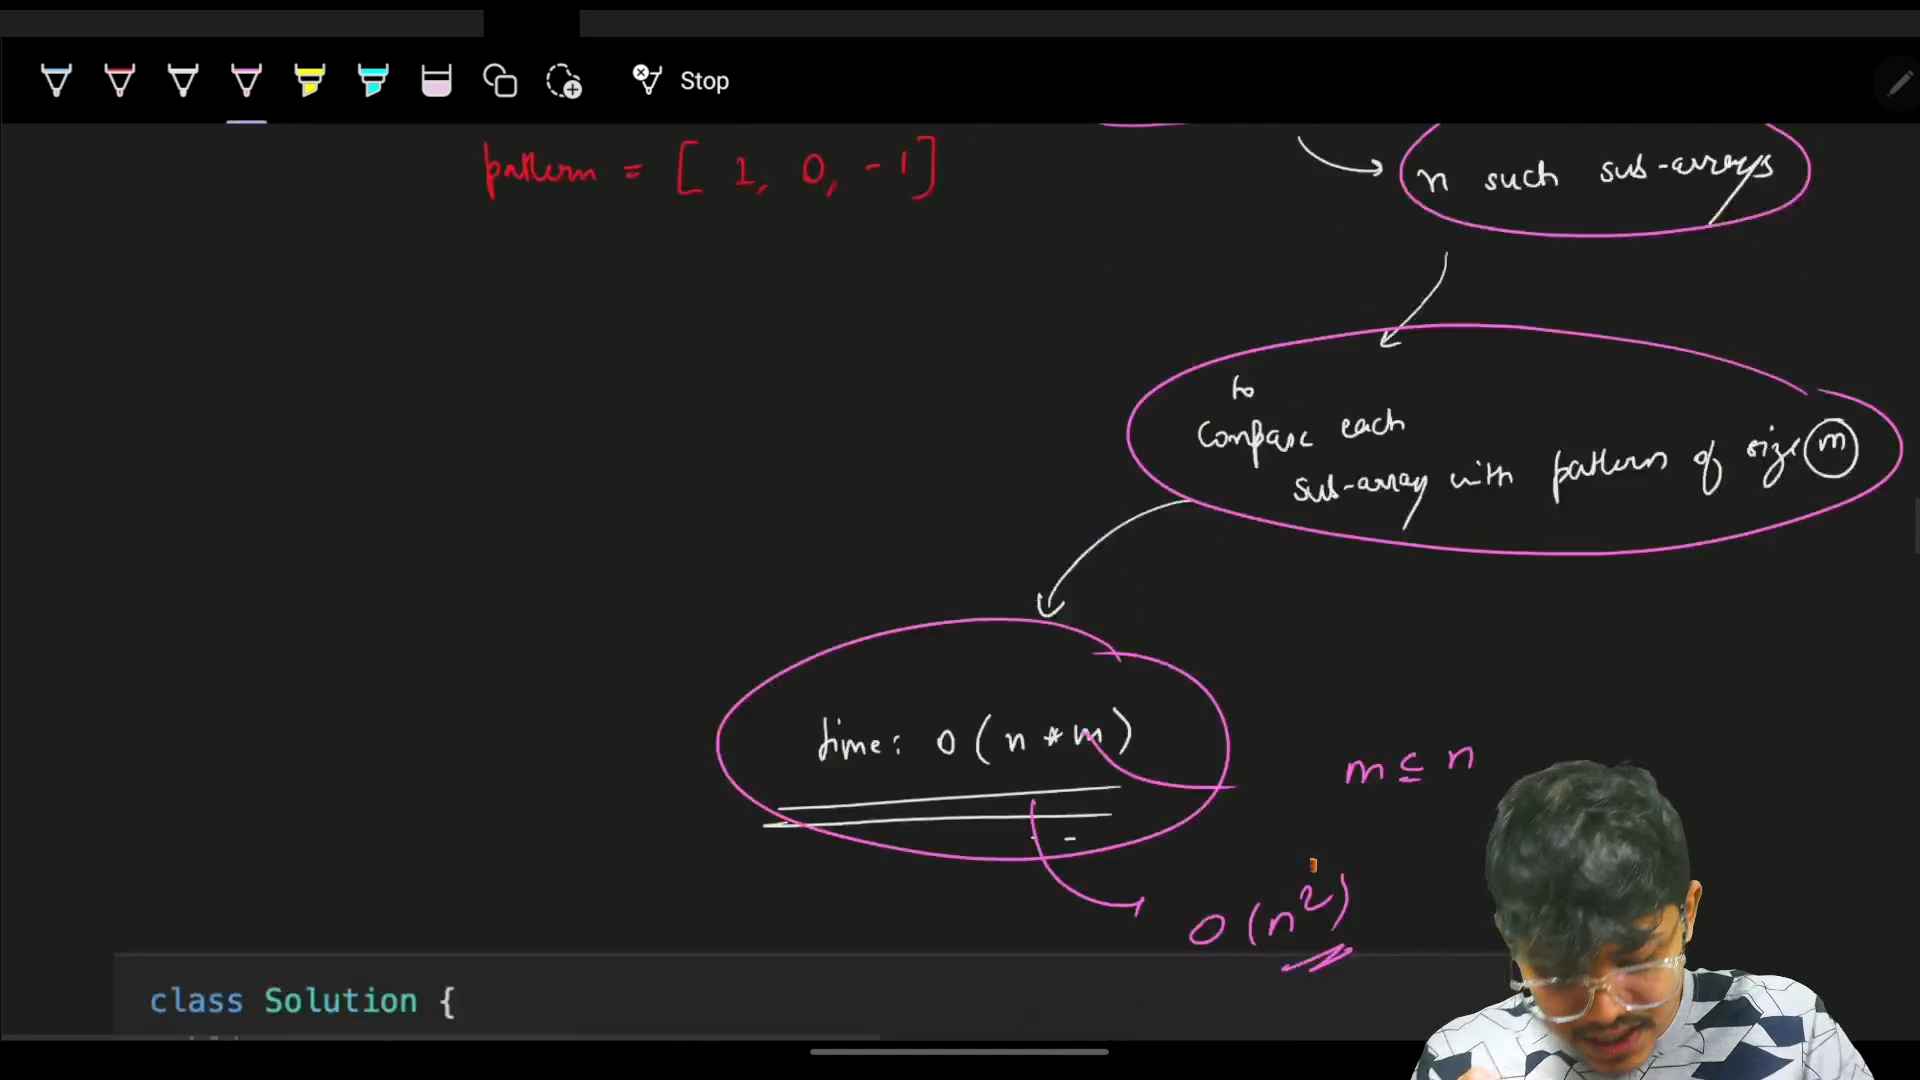 Stop
pattern = [ 1, 0, -1]
n such sub-arrays
to
compare each
sub-array with pattern of size m
time: O(n * m)
m ≤ n
O(n²)
class Solution {